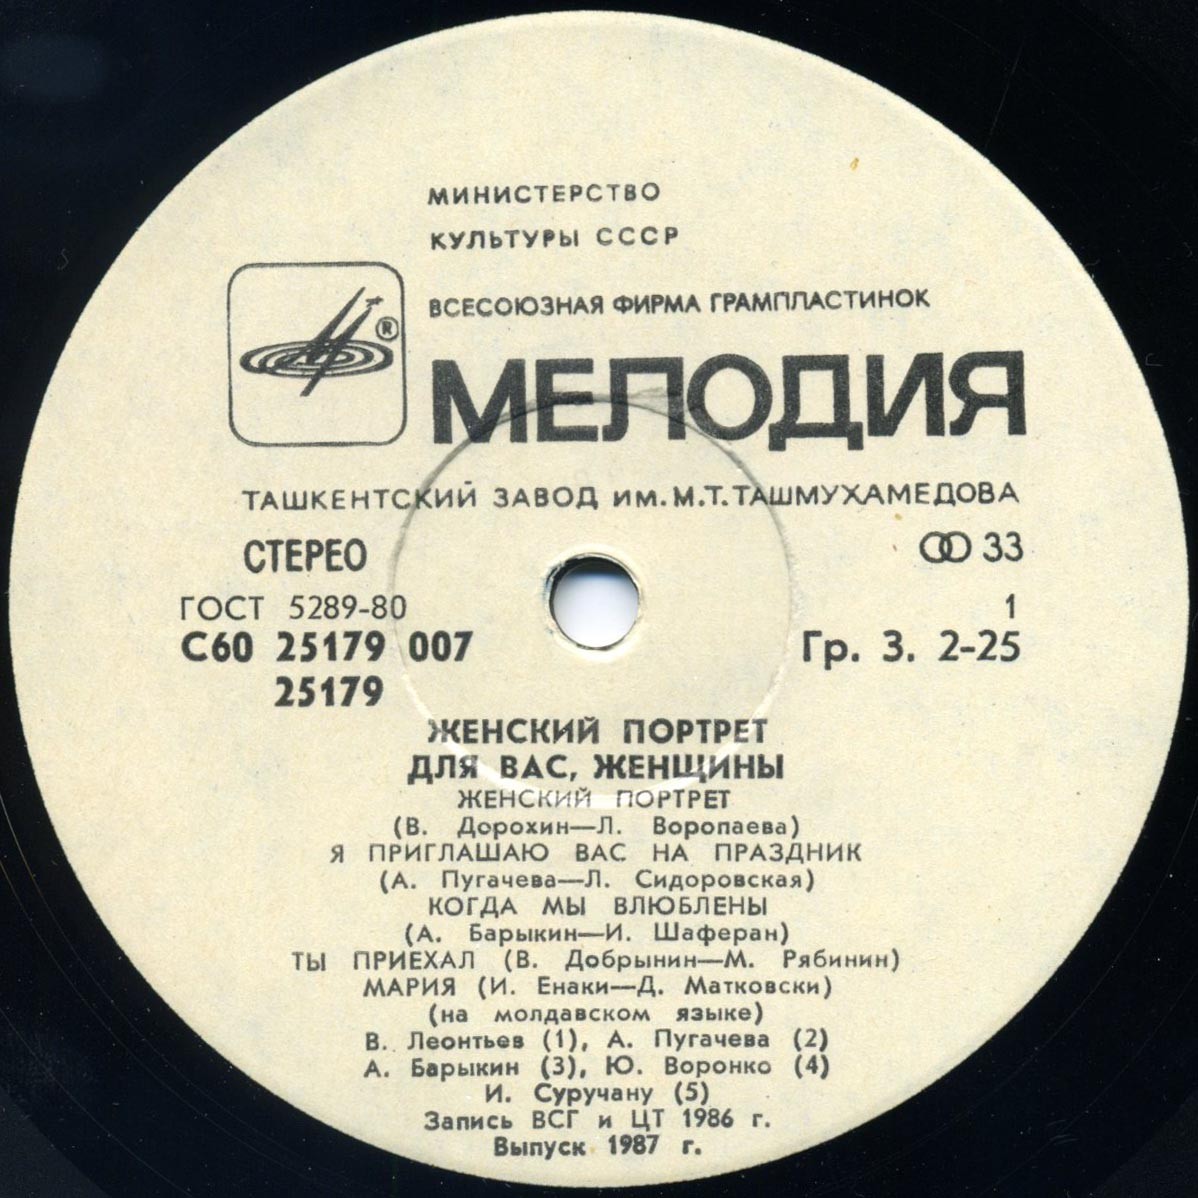 МИНИСТЕРСТВО
КУЛЬТУРЫ СССР
ВСЕСОЮЗНАЯ ФИРМА ГРАМПЛАСТИНОК
®
МЕЛОДИЯ
ТАШКЕНТСКИЙ ЗАВОД ИМ. М.Т.ТАШМУХАМЕДОВА
СТЕРЕО 33
ГОСТ 5289-80 1
С60 25179 007 Гр. 3. 2-25
25179
ЖЕНСКИЙ ПОРТРЕТ
ДЛЯ ВАС, ЖЕНЩИНЫ
ЖЕНСКИЙ ПОРТРЕТ
(В. Дорохин—Л. Воропаева)
Я ПРИГЛАШАЮ ВАС НА ПРАЗДНИК
(А. Пугачева—Л. Сидоровская)
КОГДА МЫ ВЛЮБЛЕНЫ
(А. Барыкин—И. Шаферан)
ТЫ ПРИЕХАЛ (В. Добрынин—М. Рябинин)
МАРИЯ (И. Енаки—Д. Матковски)
(на молдавском языке)
В. Леонтьев (1), А. Пугачева (2)
А. Барыкин (3), Ю. Воронко (4)
И. Суручану (5)
Запись ВСГ и ЦТ 1986 г.
Выпуск 1987 г.